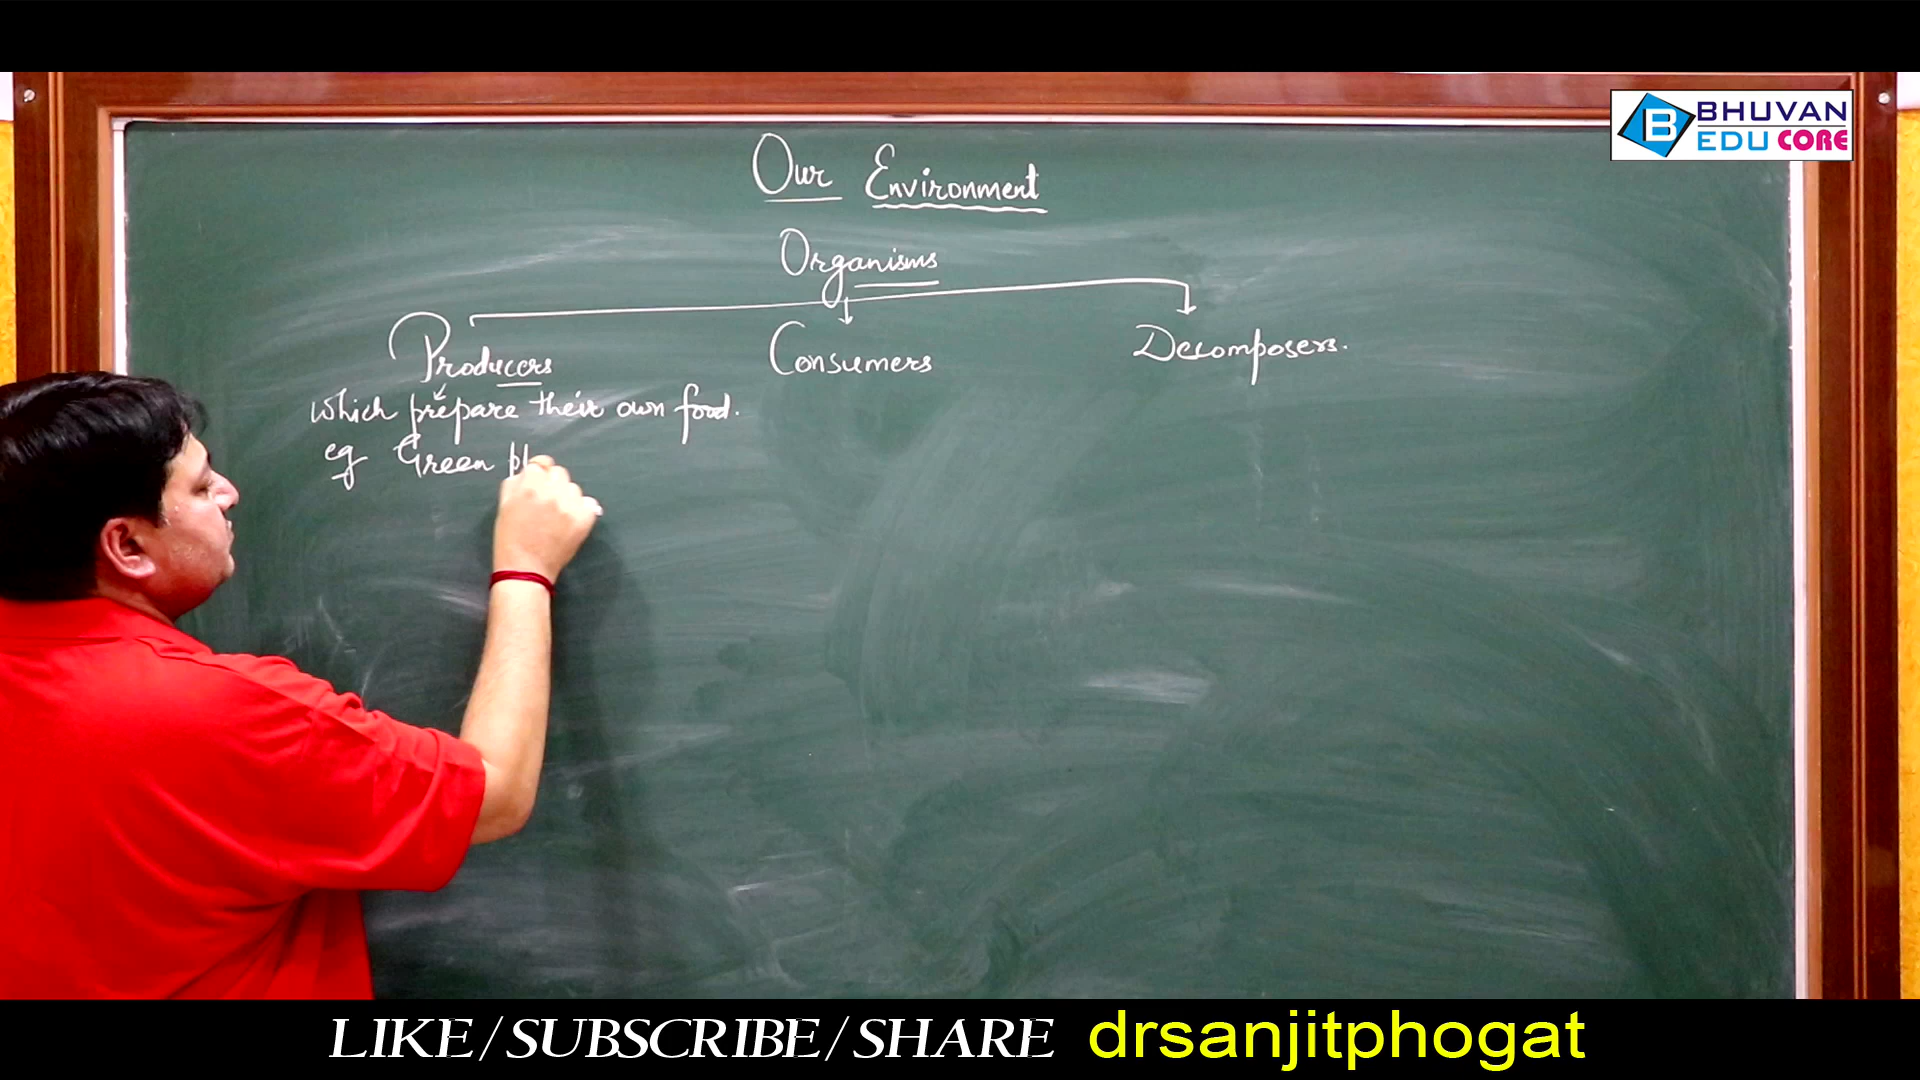 BHUVAN
EDU CORE
Our Environment
Organisms
Producers Consumers Decomposers.
which prepare their own food.
eg Green pl
LIKE/SUBSCRIBE/SHARE drsanjitphogat